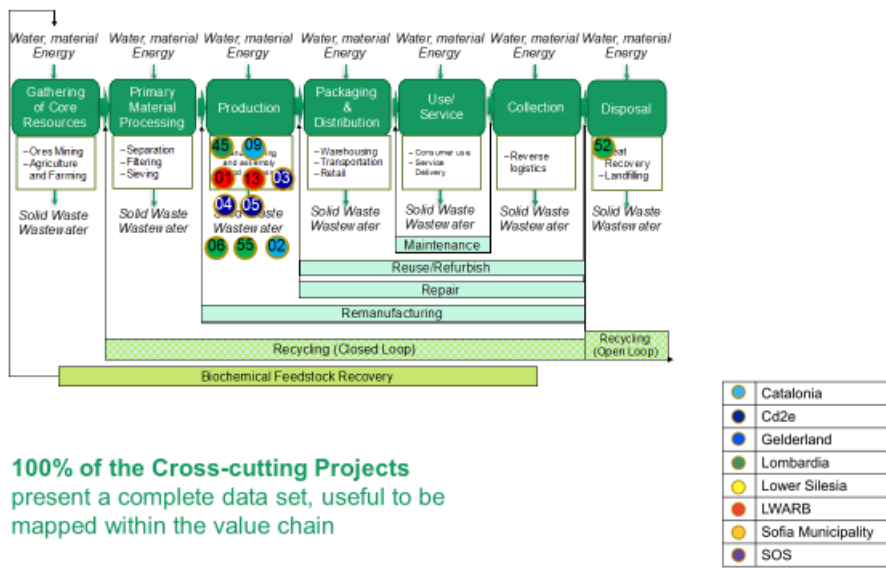 Water, material
Energy
Water, material
Energy
Water, material
Energy
Water, material
Energy
Water, material
Energy
Water, material
Energy
Water, material
Energy
Gathering
of Core
Resources
Primary
Material
Processing
Production
Packaging
&
Distribution
Use/
Service
Collection
Disposal
–Ores Mining
–Agriculture
and Farming
–Separation
–Filtering
–Sieving
45
09
and assembly
01
13
03
04
05
–Warehousing
–Transportation
–Retail
– Consumer use
– Service
Delivery
–Reverse
logistics
52
Recovery
–Landfilling
Solid Waste
Wastewater
Solid Waste
Wastewater
Solid Waste
Wastewater
06
55
02
Solid Waste
Wastewater
Solid Waste
Wastewater
Solid Waste
Wastewater
Solid Waste
Wastewater
Maintenance
Reuse/Refurbish
Repair
Remanufacturing
Recycling (Closed Loop)
Recycling
(Open Loop)
Biochemical Feedstock Recovery
Catalonia
Cd2e
Gelderland
Lombardia
Lower Silesia
LWARB
Sofia Municipality
SOS
100% of the Cross-cutting Projects
present a complete data set, useful to be
mapped within the value chain